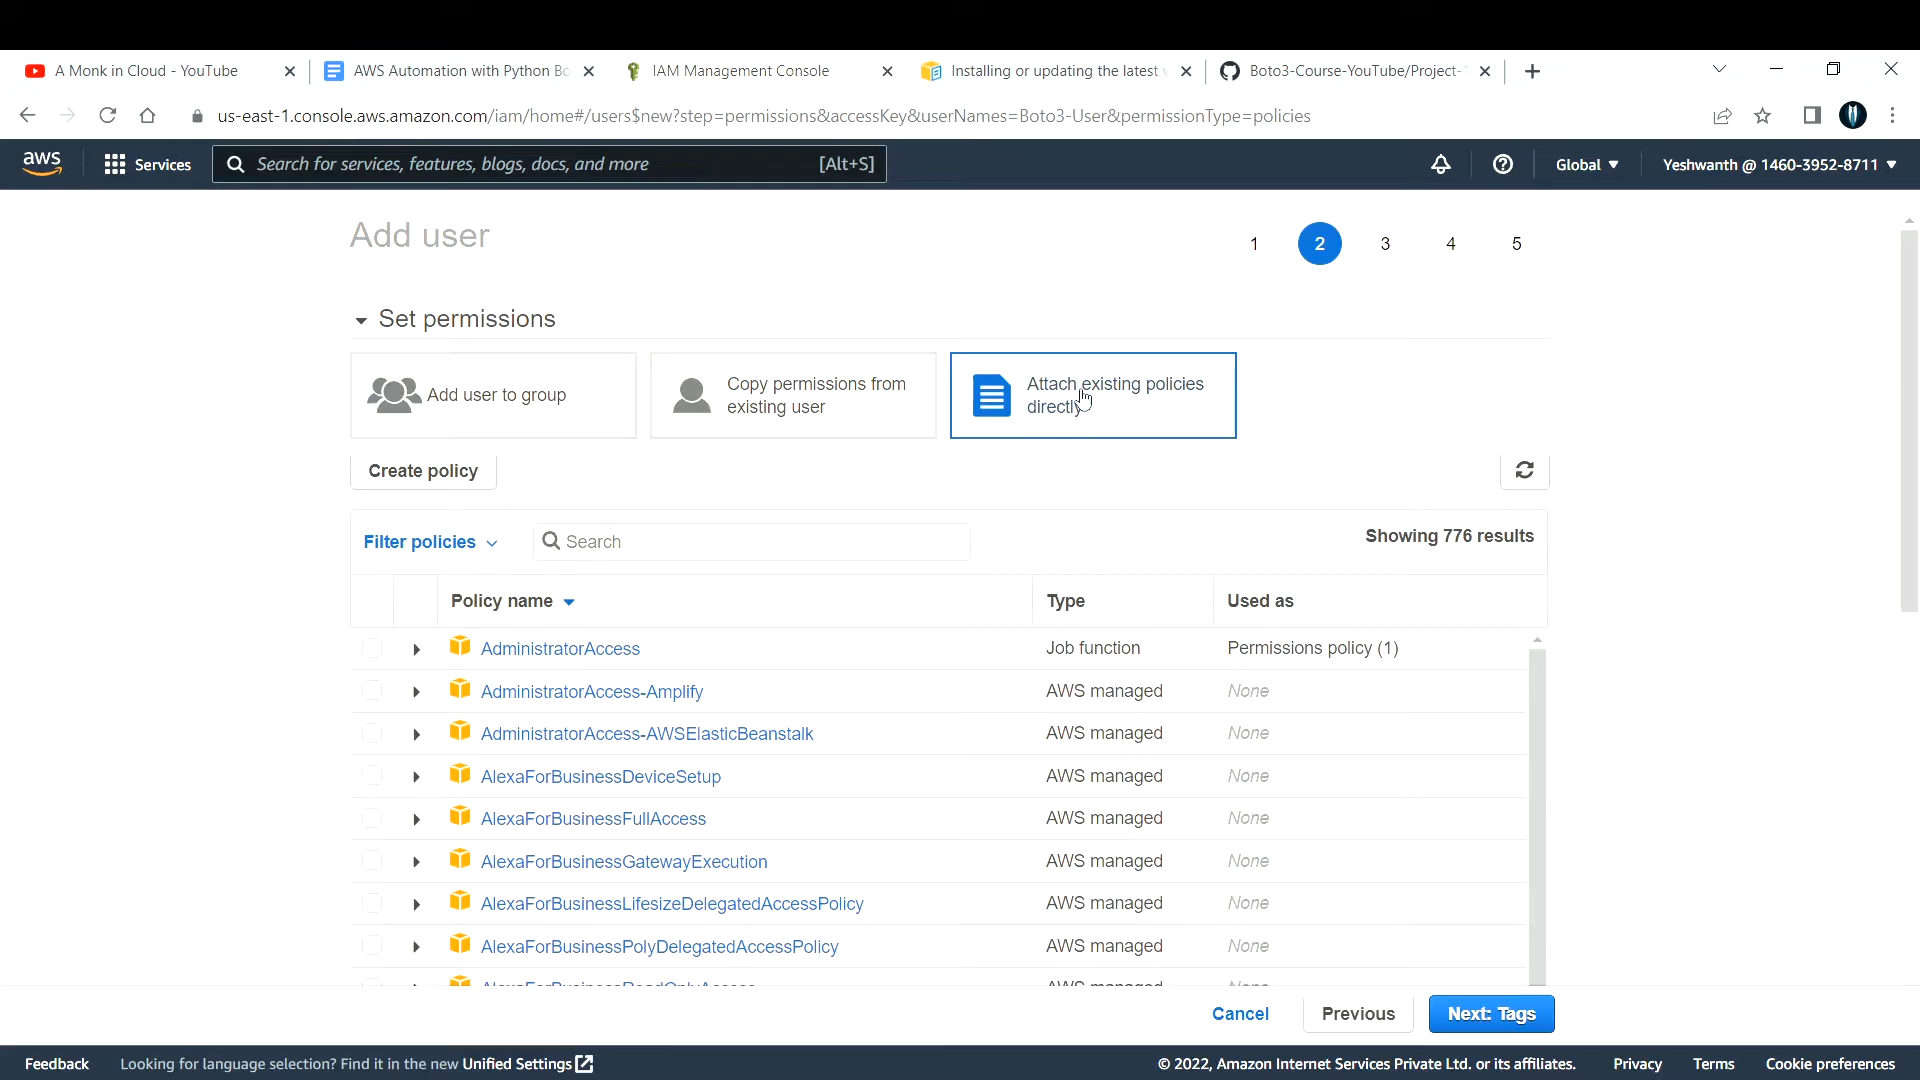 A Monk in Cloud - YouTube
AWS Automation with Python Bo
IAM Management Console
Installing or updating the latest v
Boto3-Course-YouTube/Project-
us-east-1.console.aws.amazon.com/iam/home#/users$new?step=permissions&accessKey&userNames=Boto3-User&permissionType=policies
aws
Services
Search for services, features, blogs, docs, and more
[Alt+S]
Global
Yeshwanth @ 1460-3952-8711
Add user
1
2
3
4
5
Set permissions
Add user to group
Copy permissions from
existing user
Attach existing policies
directly
Create policy
Filter policies
Search
Showing 776 results
Policy name
Type
Used as
AdministratorAccess
Job function
Permissions policy (1)
AdministratorAccess-Amplify
AWS managed
None
AdministratorAccess-AWSElasticBeanstalk
AWS managed
None
AlexaForBusinessDeviceSetup
AWS managed
None
AlexaForBusinessFullAccess
AWS managed
None
AlexaForBusinessGatewayExecution
AWS managed
None
AlexaForBusinessLifesizeDelegatedAccessPolicy
AWS managed
None
AlexaForBusinessPolyDelegatedAccessPolicy
AWS managed
None
AlexaForBusinessReadOnlyAccess
AWS managed
None
Cancel
Previous
Next: Tags
Feedback
Looking for language selection? Find it in the new Unified Settings
© 2022, Amazon Internet Services Private Ltd. or its affiliates.
Privacy
Terms
Cookie preferences